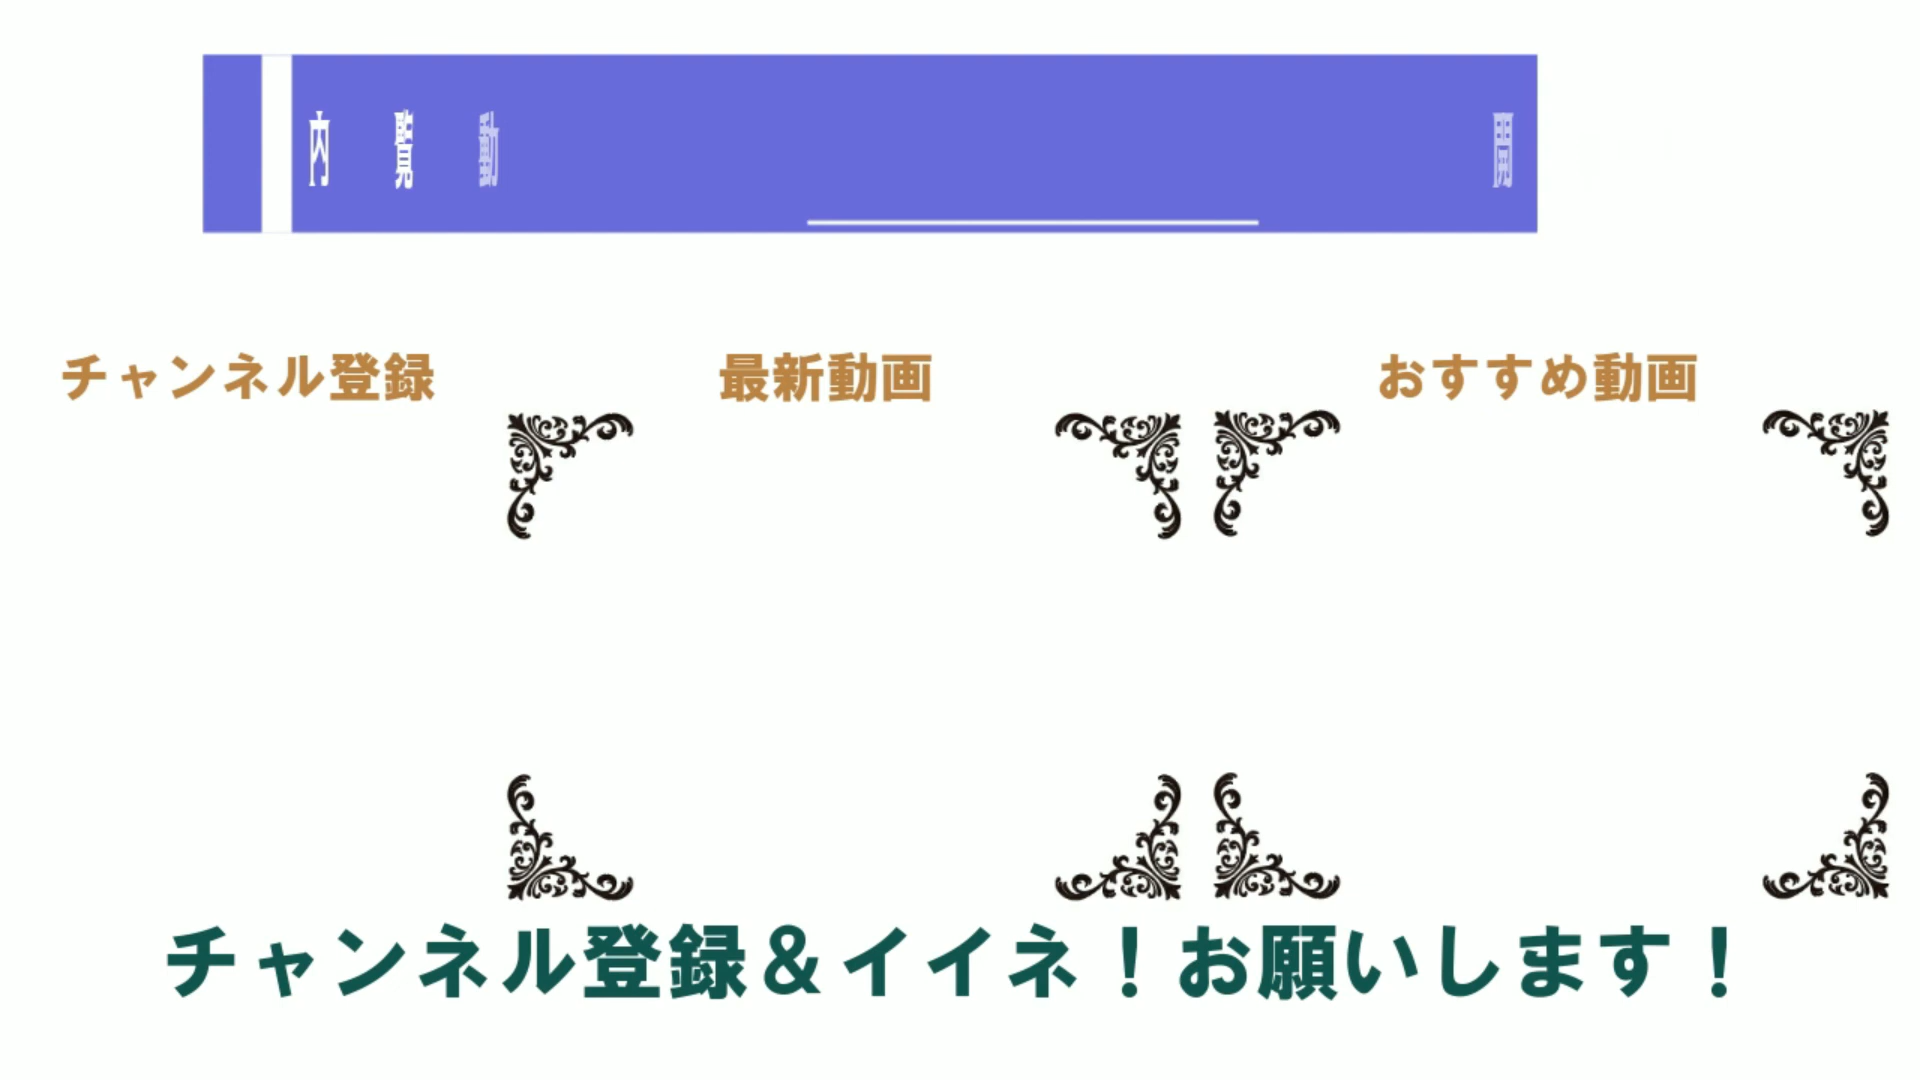 内覧動 開
チャンネル登録 最新動画 おすすめ動画
チャンネル登録＆イイネ！お願いします！